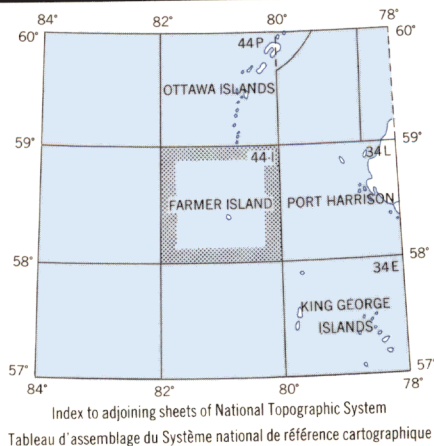 84° 82° 80° 78°
60° 44 P 60°
OTTAWA ISLANDS
59° 59°
44-I 34 L
FARMER ISLAND PORT HARRISON
58° 58°
34 E
KING GEORGE
ISLANDS
57° 57°
84° 82° 80° 78°
Index to adjoining sheets of National Topographic System
Tableau d'assemblage du Système national de référence cartographique